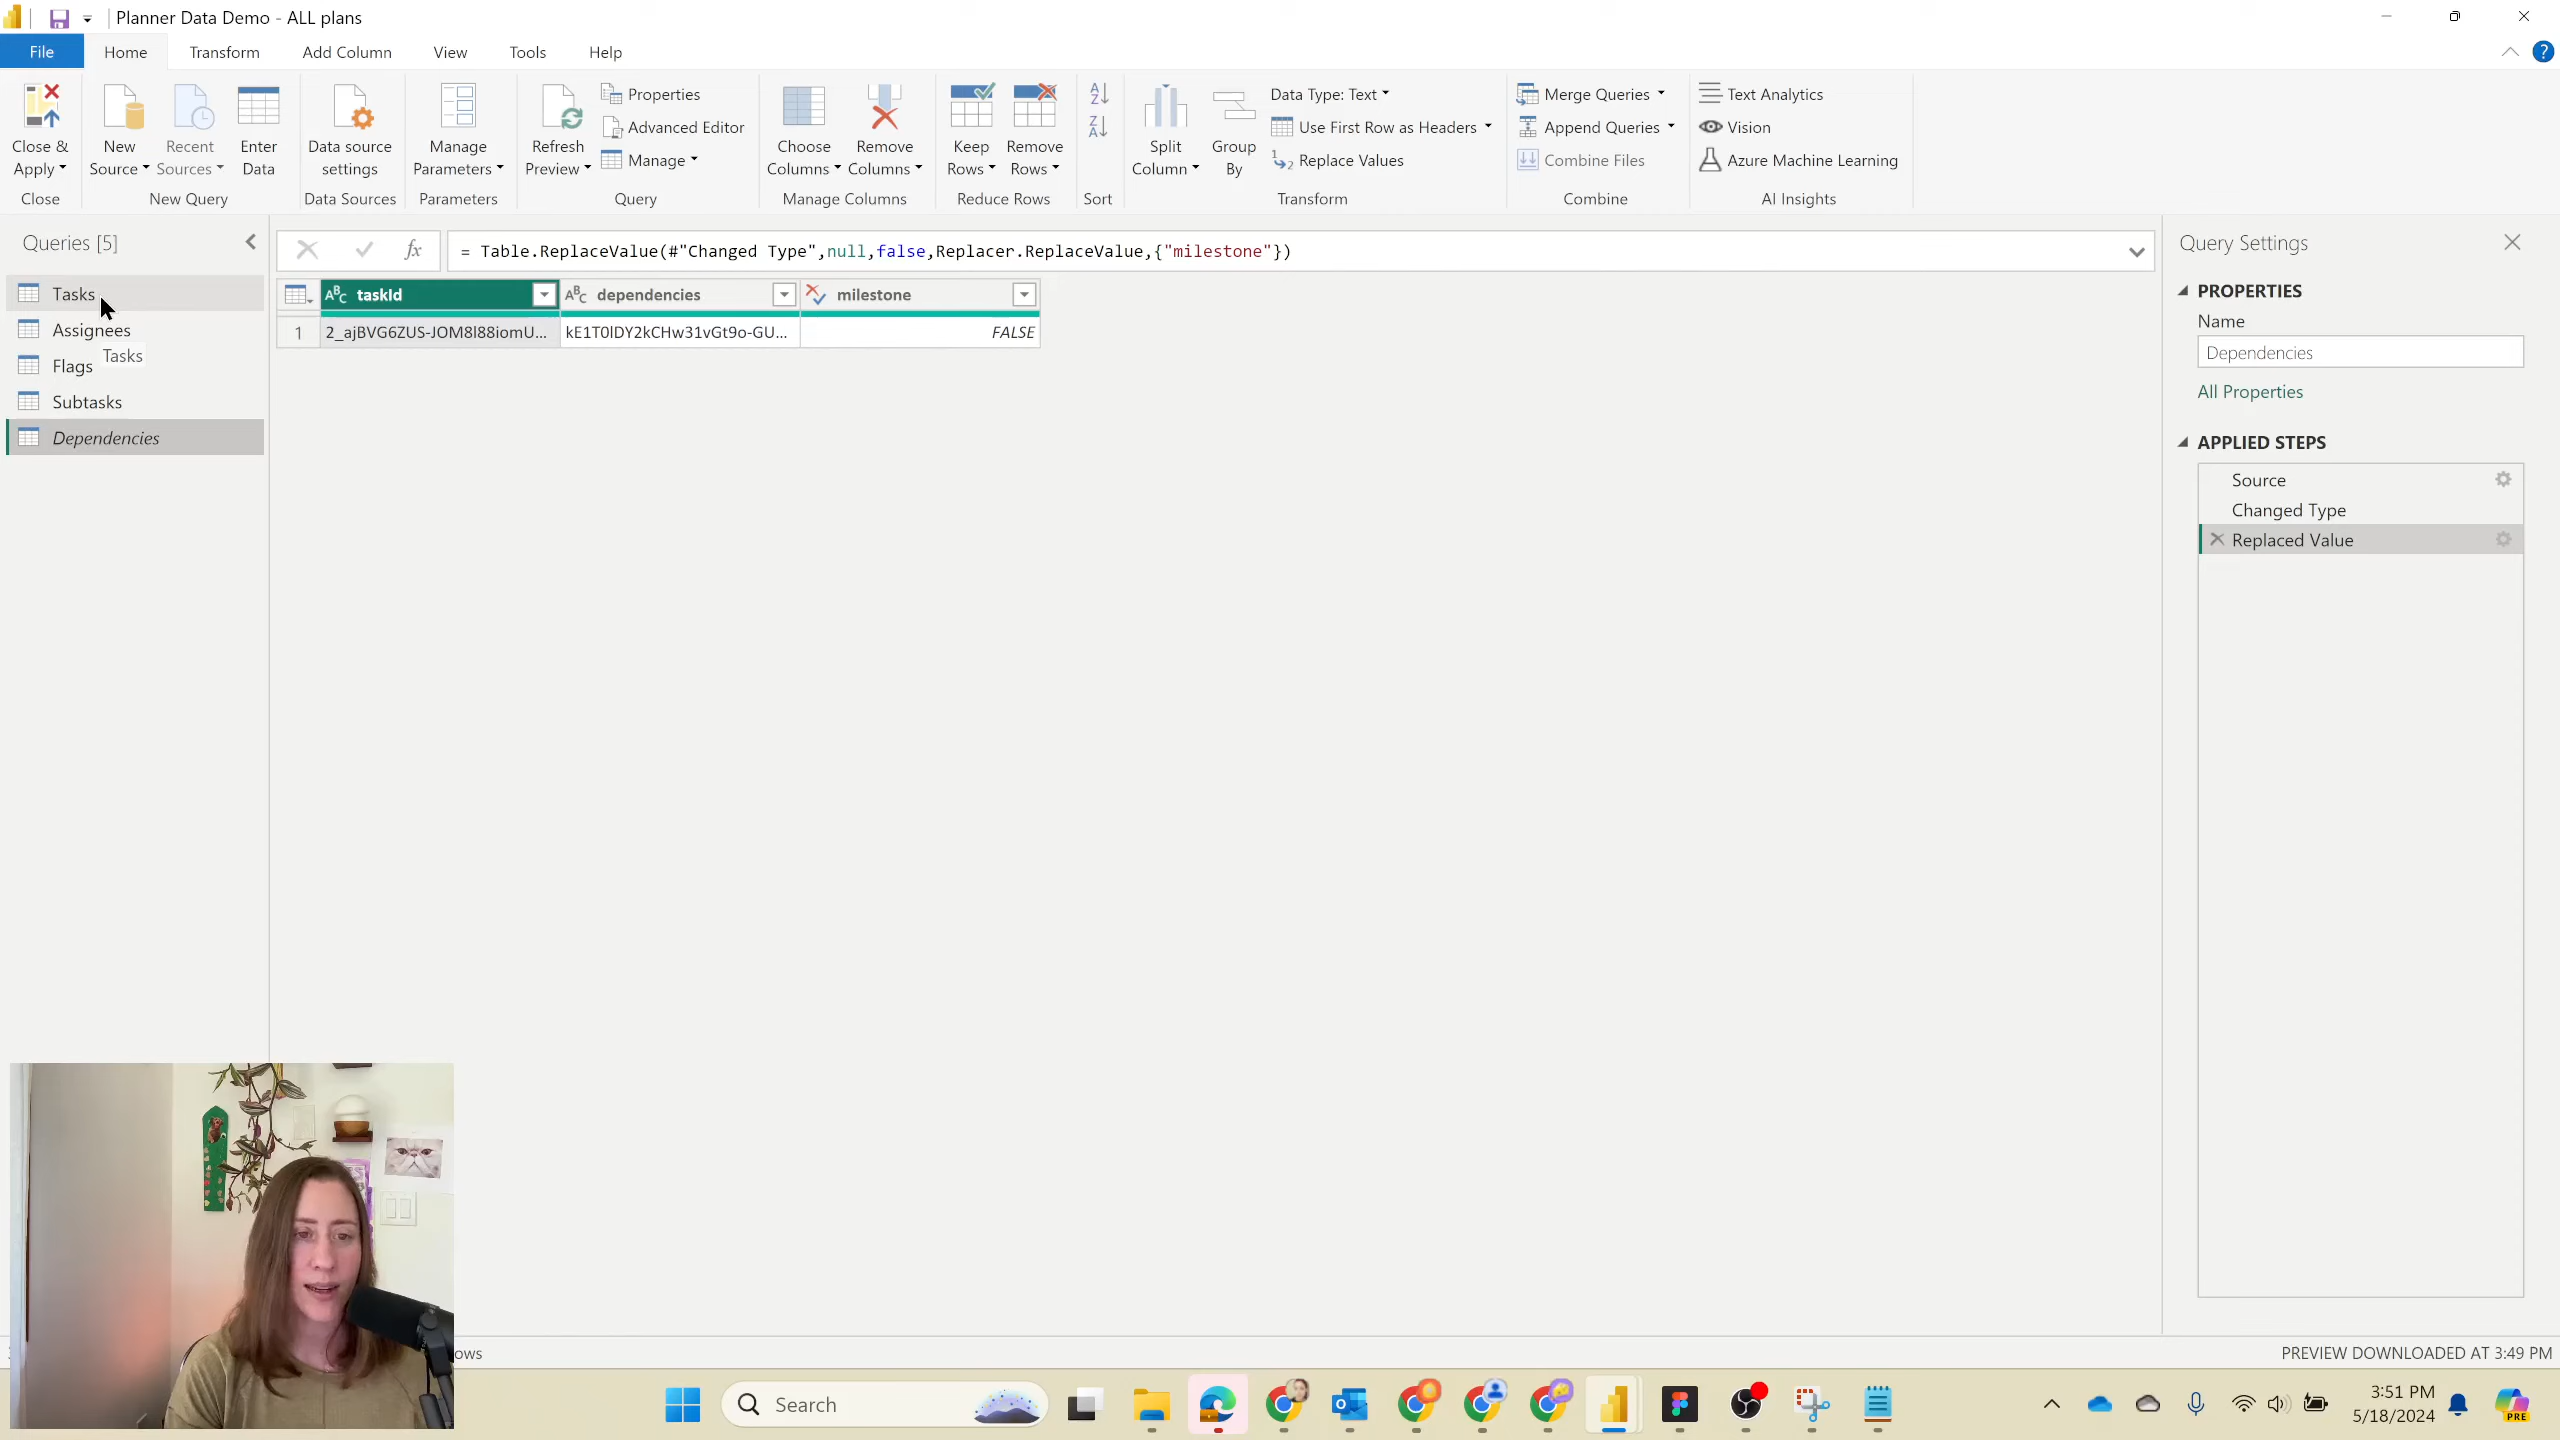 Planner Data Demo - ALL plans
File
Home
Transform
Add Column
View
Tools
Help
Close &
Apply
Close
New
Source
Recent
Sources
Enter
Data
New Query
Data source
settings
Data Sources
Manage
Parameters
Parameters
Refresh
Preview
Properties
Advanced Editor
Manage
Query
Choose
Columns
Remove
Columns
Manage Columns
Keep
Rows
Remove
Rows
Reduce Rows
Sort
Split
Column
Group
By
Data Type: Text
Use First Row as Headers
Replace Values
Transform
Merge Queries
Append Queries
Combine Files
Combine
Text Analytics
Vision
Azure Machine Learning
AI Insights
Queries [5]
Tasks
Assignees
Tasks
Flags
Subtasks
Dependencies
fx
= Table.ReplaceValue(#"Changed Type",null,false,Replacer.ReplaceValue,{"milestone"})
taskId
dependencies
milestone
1
2_ajBVG6ZUS-JOM8l88iomU...
kE1T0lDY2kCHw31vGt9o-GU...
FALSE
Query Settings
PROPERTIES
Name
Dependencies
All Properties
APPLIED STEPS
Source
Changed Type
Replaced Value
PREVIEW DOWNLOADED AT 3:49 PM
Search
3:51 PM
5/18/2024
PRE